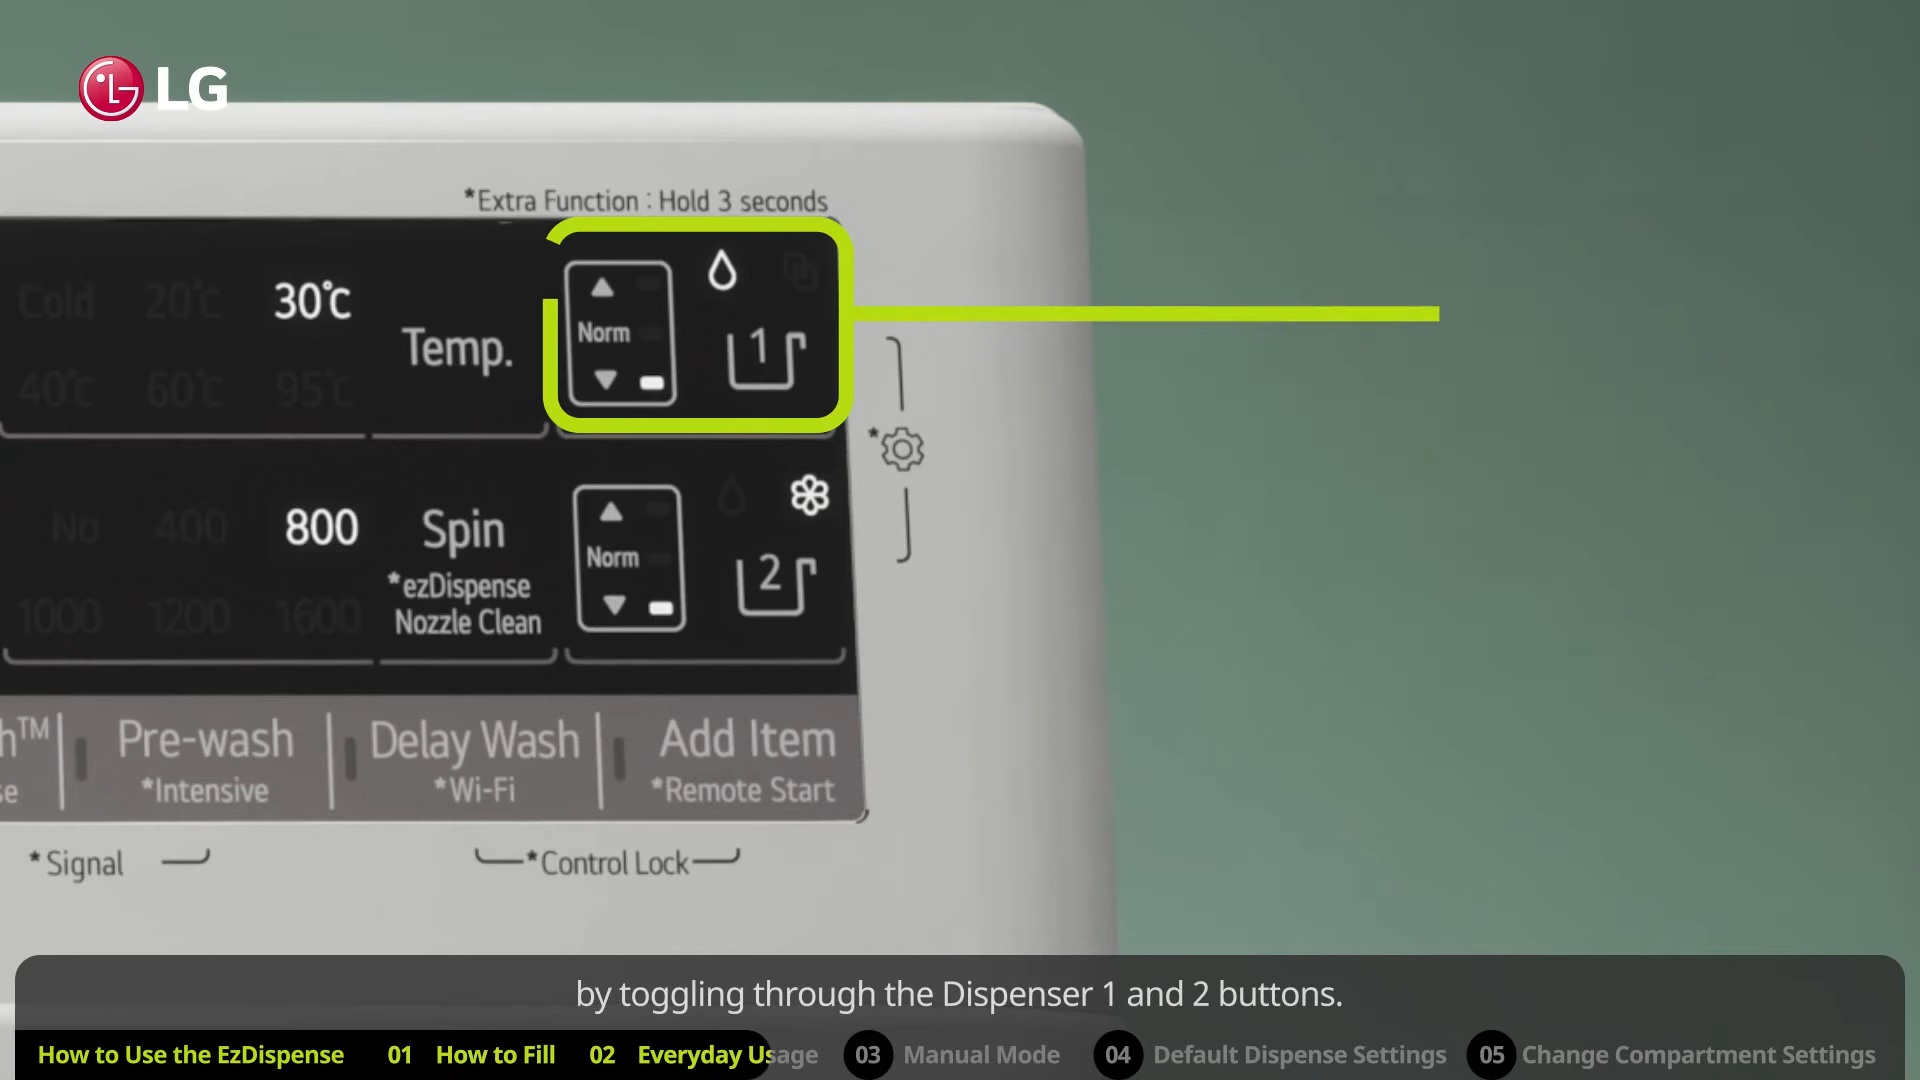 LG
*Extra Function : Hold 3 seconds
Cold 20℃ 30℃
Temp.
40℃ 60℃ 95℃
Norm
1
*
No 400 800
Spin
*ezDispense
Nozzle Clean
1000 1200 1600
Norm
2
h™ Pre-wash Delay Wash Add Item
se *Intensive *Wi-Fi *Remote Start
*Signal *Control Lock
by toggling through the Dispenser 1 and 2 buttons.
How to Use the EzDispense 01 How to Fill 02 Everyday Usage 03 Manual Mode 04 Default Dispense Settings 05 Change Compartment Settings